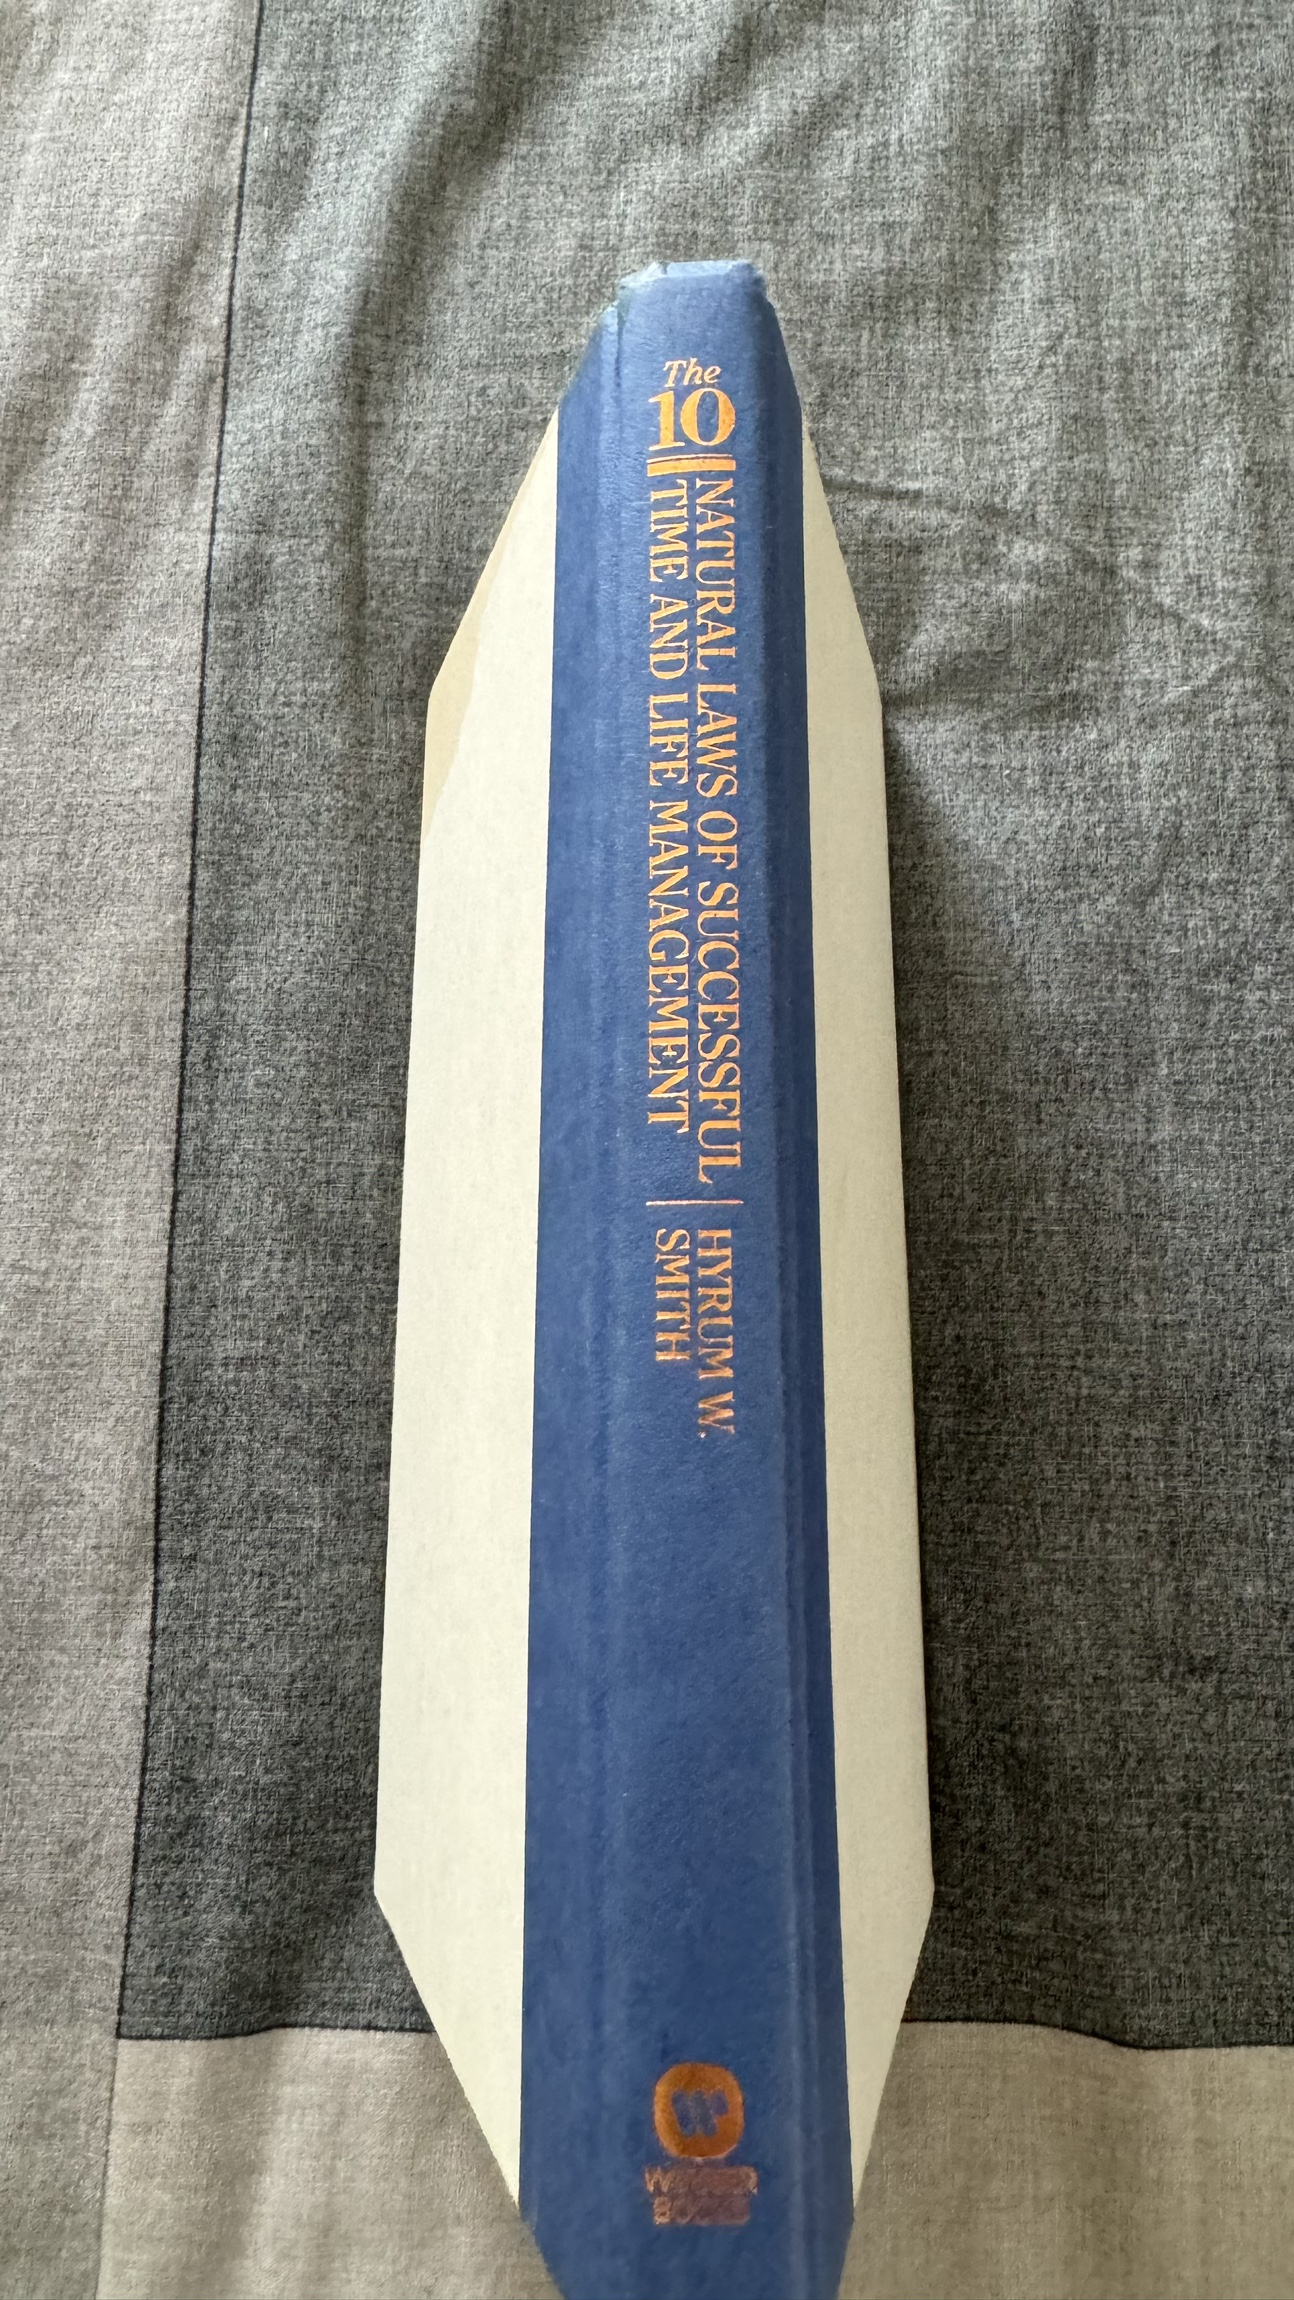 The
10
NATURAL LAWS OF SUCCESSFUL
TIME AND LIFE MANAGEMENT
HYRUM W.
SMITH
W
WARNER
BOOKS